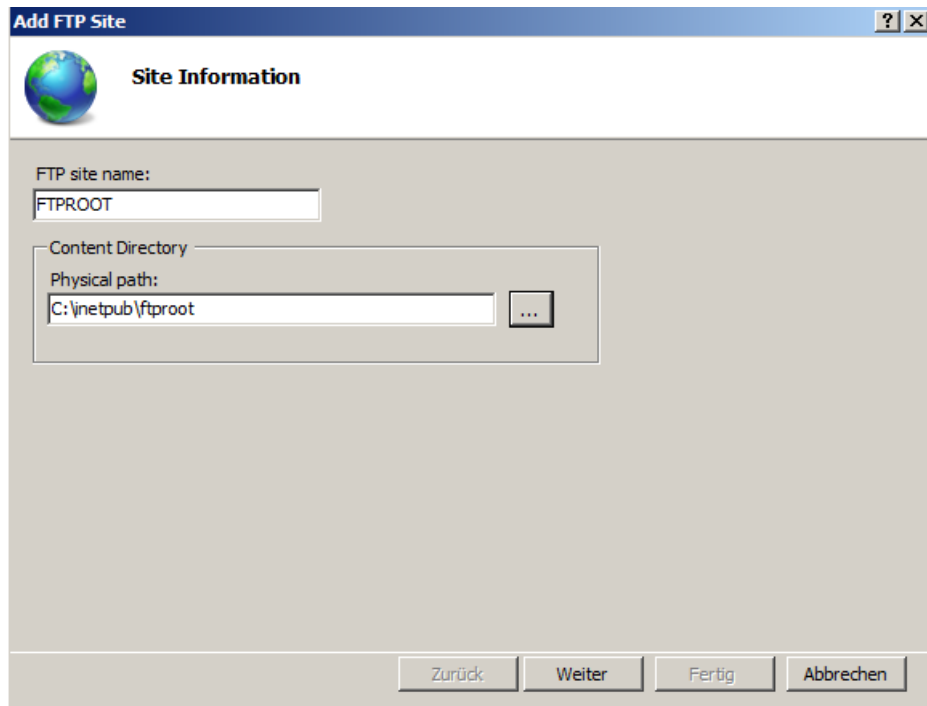 Add FTP Site
Site Information
FTP site name:
FTPROOT
Content Directory
Physical path:
C:\inetpub\ftproot
...
Zurück Weiter Fertig Abbrechen